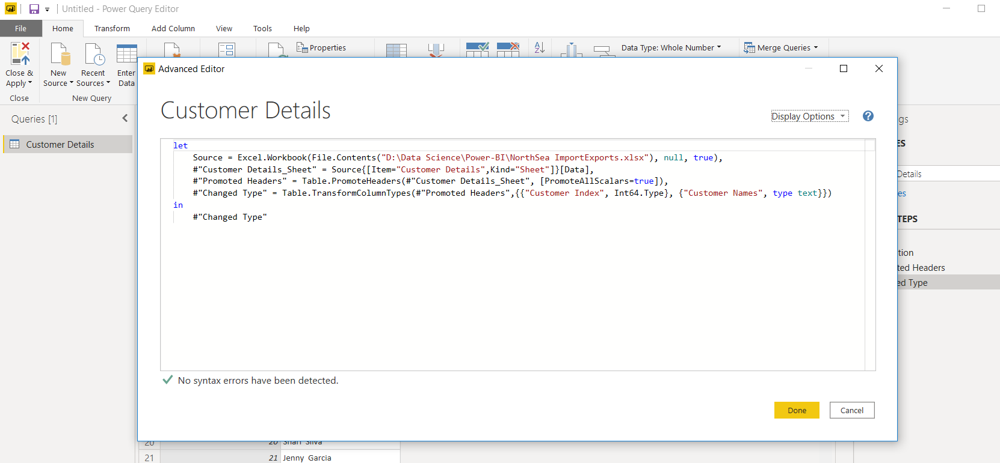 Untitled - Power Query Editor
File Home Transform Add Column View Tools Help
Close & Apply
New Source
Recent Sources
Enter Data
Properties
Data Type: Whole Number
Merge Queries
Close
New Query
Queries [1]
Customer Details
Advanced Editor
Customer Details
Display Options
?
let
Source = Excel.Workbook(File.Contents("D:\Data Science\Power-BI\NorthSea ImportExports.xlsx"), null, true),
#"Customer Details_Sheet" = Source{[Item="Customer Details",Kind="Sheet"]}[Data],
#"Promoted Headers" = Table.PromoteHeaders(#"Customer Details_Sheet", [PromoteAllScalars=true]),
#"Changed Type" = Table.TransformColumnTypes(#"Promoted Headers",{{"Customer Index", Int64.Type}, {"Customer Names", type text}})
in
#"Changed Type"
No syntax errors have been detected.
Done Cancel
gs
ES
Details
es
TEPS
tion
ted Headers
ed Type
20 20 Shari Silva
21 21 Jenny Garcia